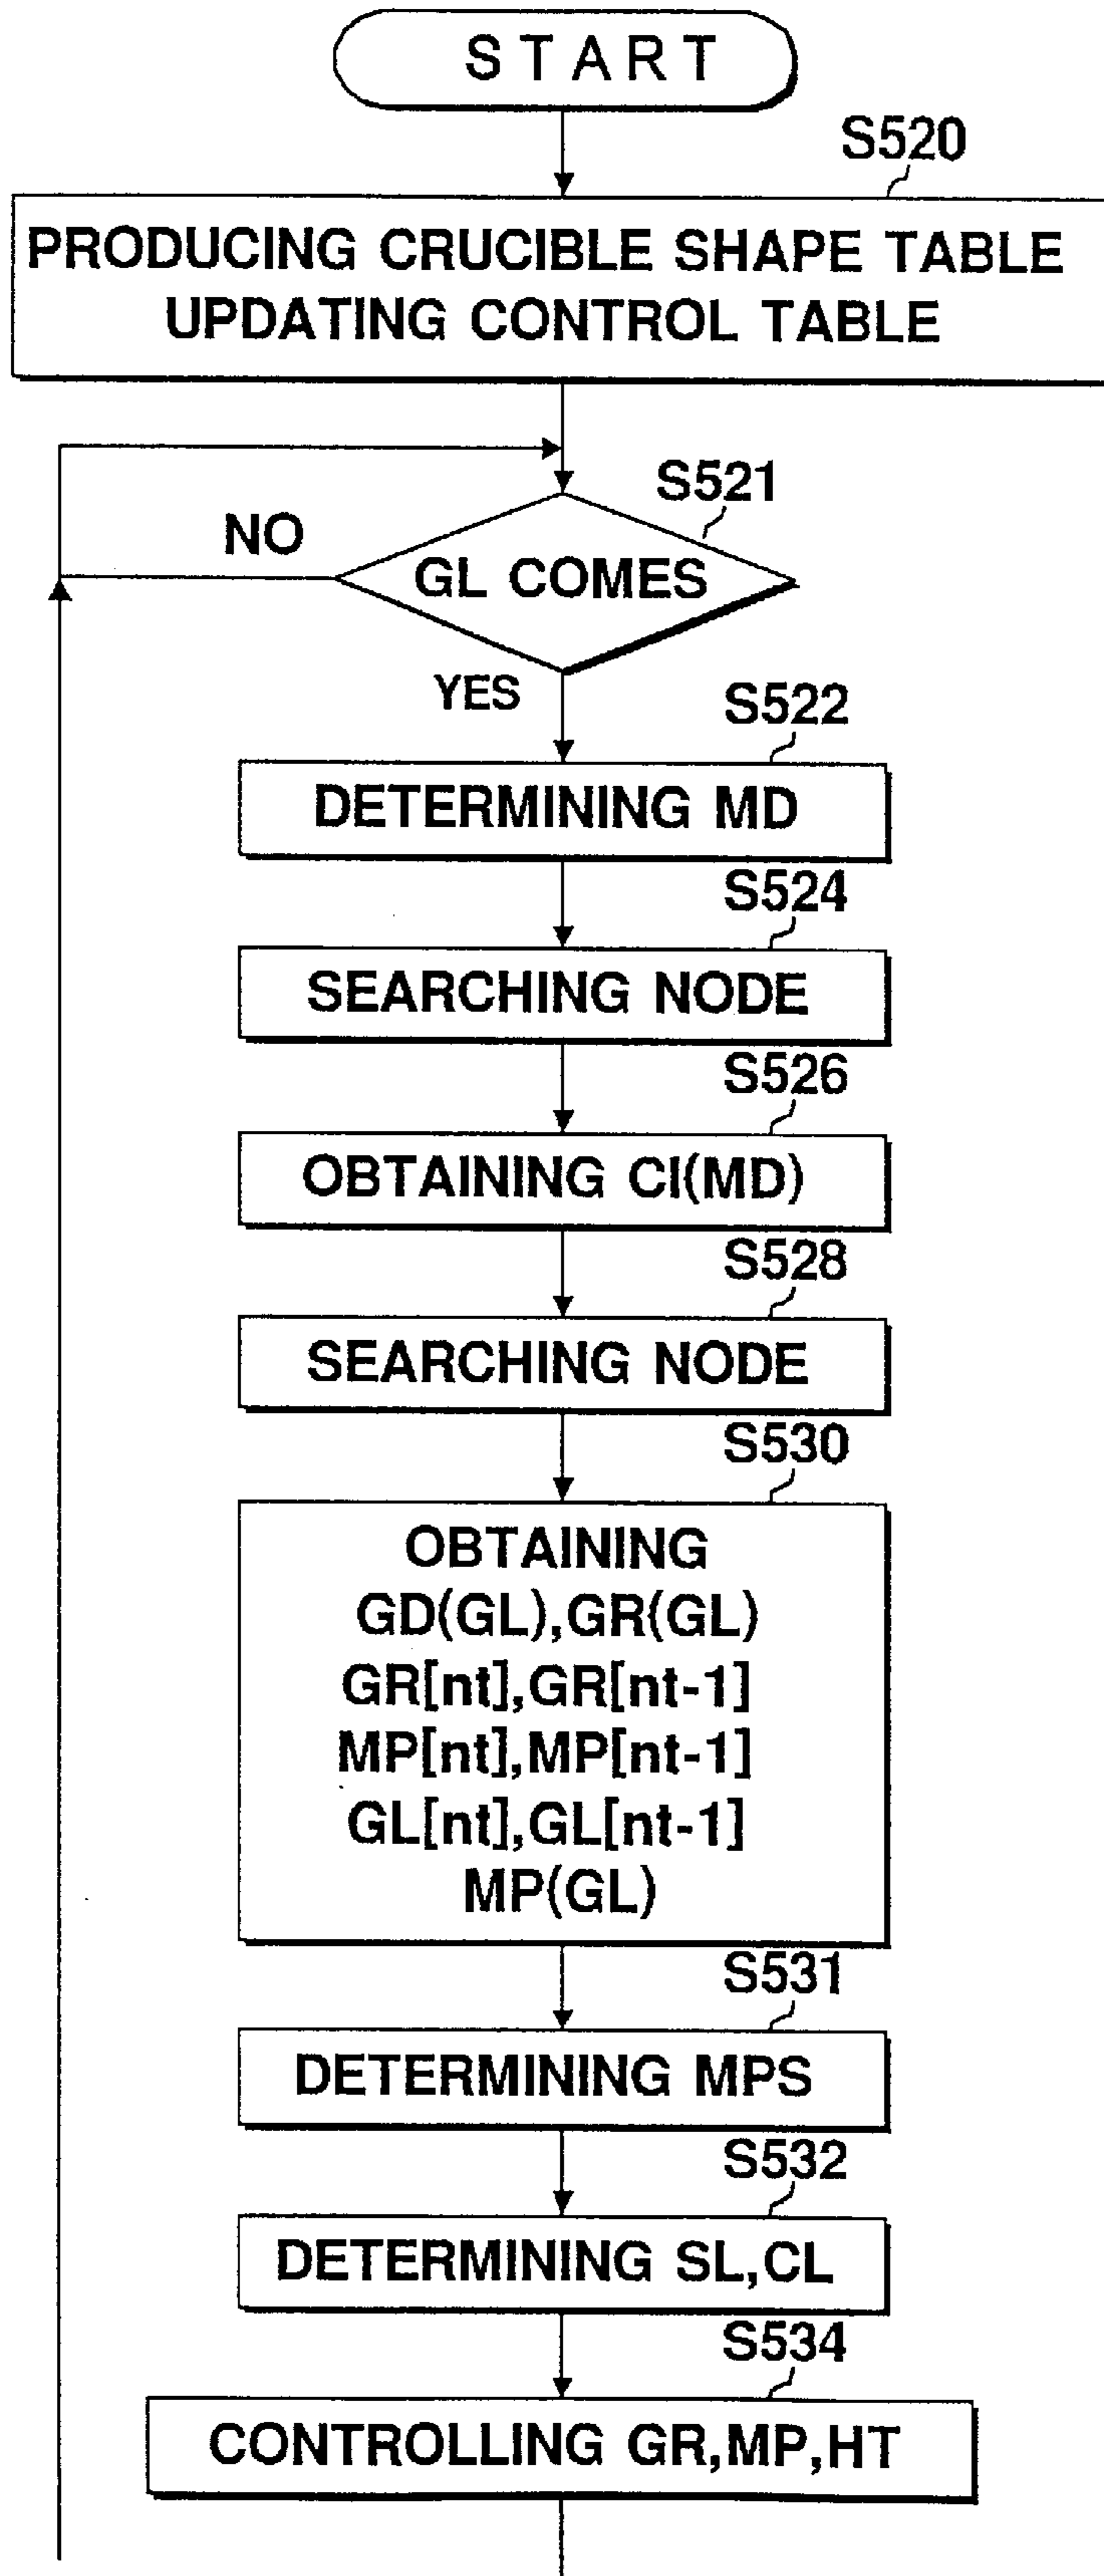 START
S520
PRODUCING CRUCIBLE SHAPE TABLE
UPDATING CONTROL TABLE
S521
NO
GL COMES
YES
S522
DETERMINING MD
S524
SEARCHING NODE
S526
OBTAINING CI(MD)
S528
SEARCHING NODE
S530
OBTAINING
GD(GL),GR(GL)
GR[nt],GR[nt-1]
MP[nt],MP[nt-1]
GL[nt],GL[nt-1]
MP(GL)
S531
DETERMINING MPS
S532
DETERMINING SL,CL
S534
CONTROLLING GR,MP,HT